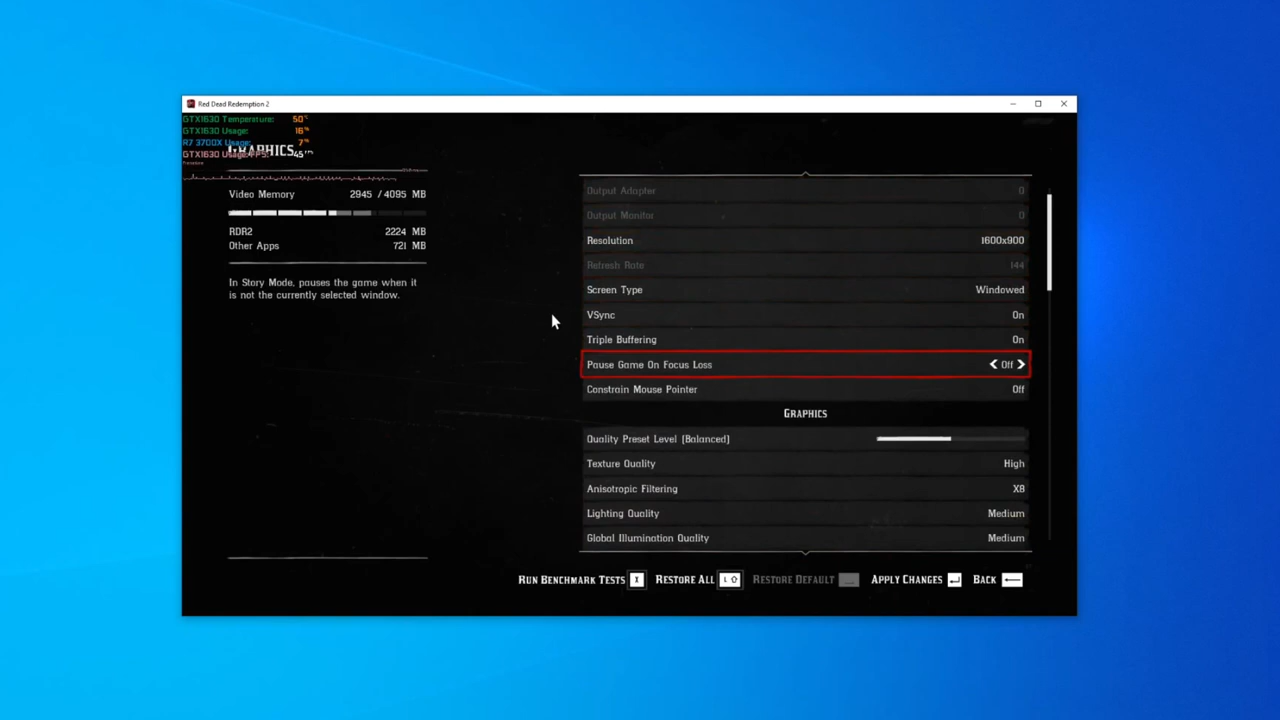 Red Dead Redemption 2
GTX1630 Temperature: 50°C
GTX1630 Usage: 16%
R7 3700X Usage: 7%
GTX1630 Usage:FPS: 45
GRAPHICS
Video Memory 2945 /4095 MB
RDR2 2224 MB
Other Apps 721 MB
In Story Mode, pauses the game when it
is not the currently selected window.
Output Adapter 0
Output Monitor 0
Resolution 1600x900
Refresh Rate 144
Screen Type Windowed
VSync On
Triple Buffering On
Pause Game On Focus Loss Off
Constrain Mouse Pointer Off
GRAPHICS
Quality Preset Level [Balanced]
Texture Quality High
Anisotropic Filtering X8
Lighting Quality Medium
Global Illumination Quality Medium
RUN BENCHMARK TESTS X RESTORE ALL L RESTORE DEFAULT APPLY CHANGES BACK